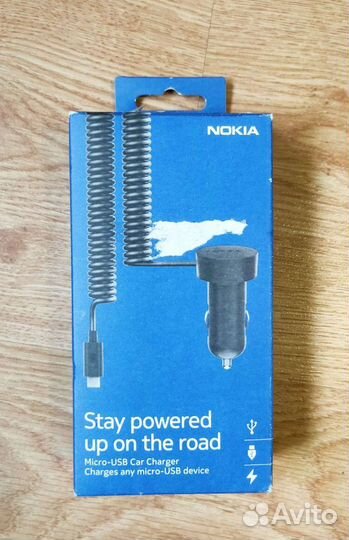 NOKIA
Stay powered
up on the road
Micro-USB Car Charger
Charges any micro-USB device
Avito